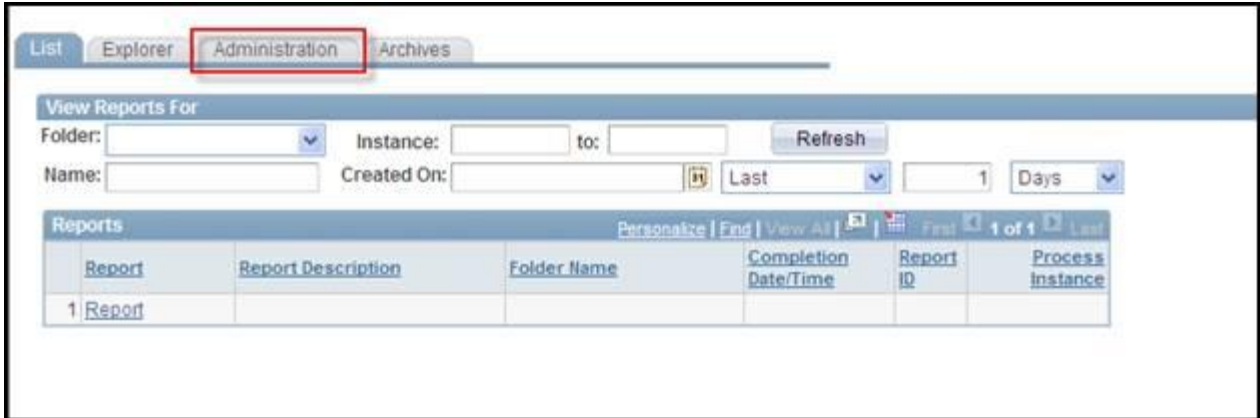 List Explorer Administration Archives
View Reports For
Folder: Instance: to: Refresh
Name: Created On: 31 Last 1 Days
Reports Personalize | Find | View All | | First 1 of 1 Last
Report Report Description Folder Name Completion Date/Time Report ID Process Instance
1 Report